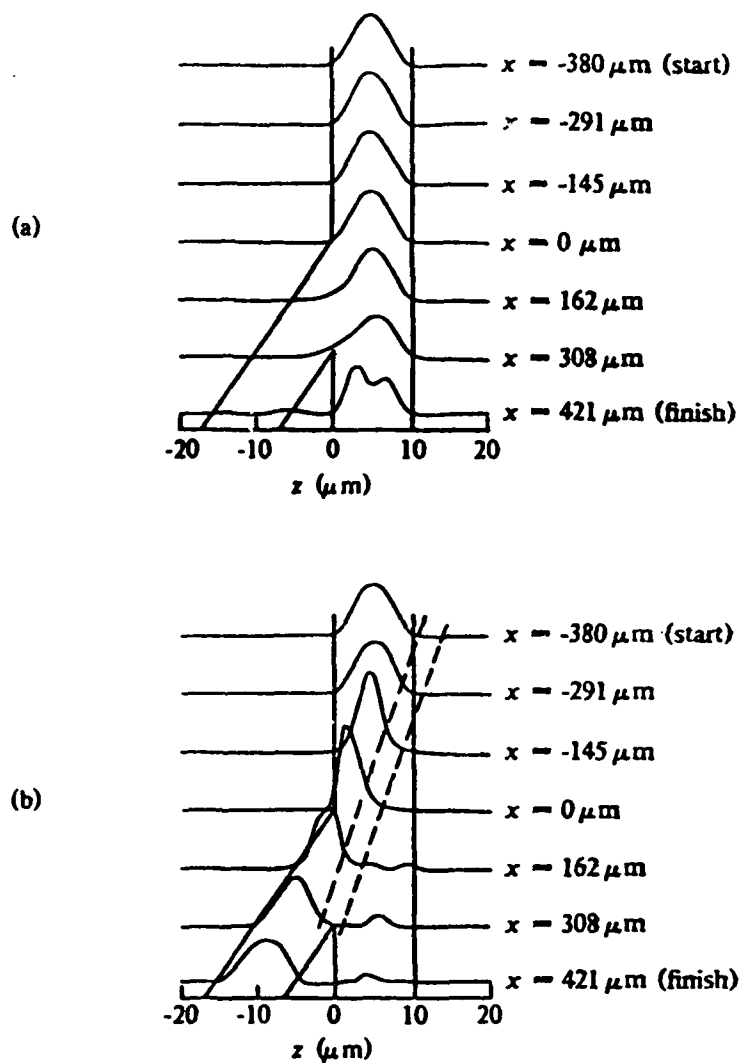 (a)
x = -380 μm (start)
x = -291 μm
x = -145 μm
x = 0 μm
x = 162 μm
x = 308 μm
x = 421 μm (finish)
-20 -10 0 10 20
z (μm)
(b)
x = -380 μm (start)
x = -291 μm
x = -145 μm
x = 0 μm
x = 162 μm
x = 308 μm
x = 421 μm (finish)
-20 -10 0 10 20
z (μm)